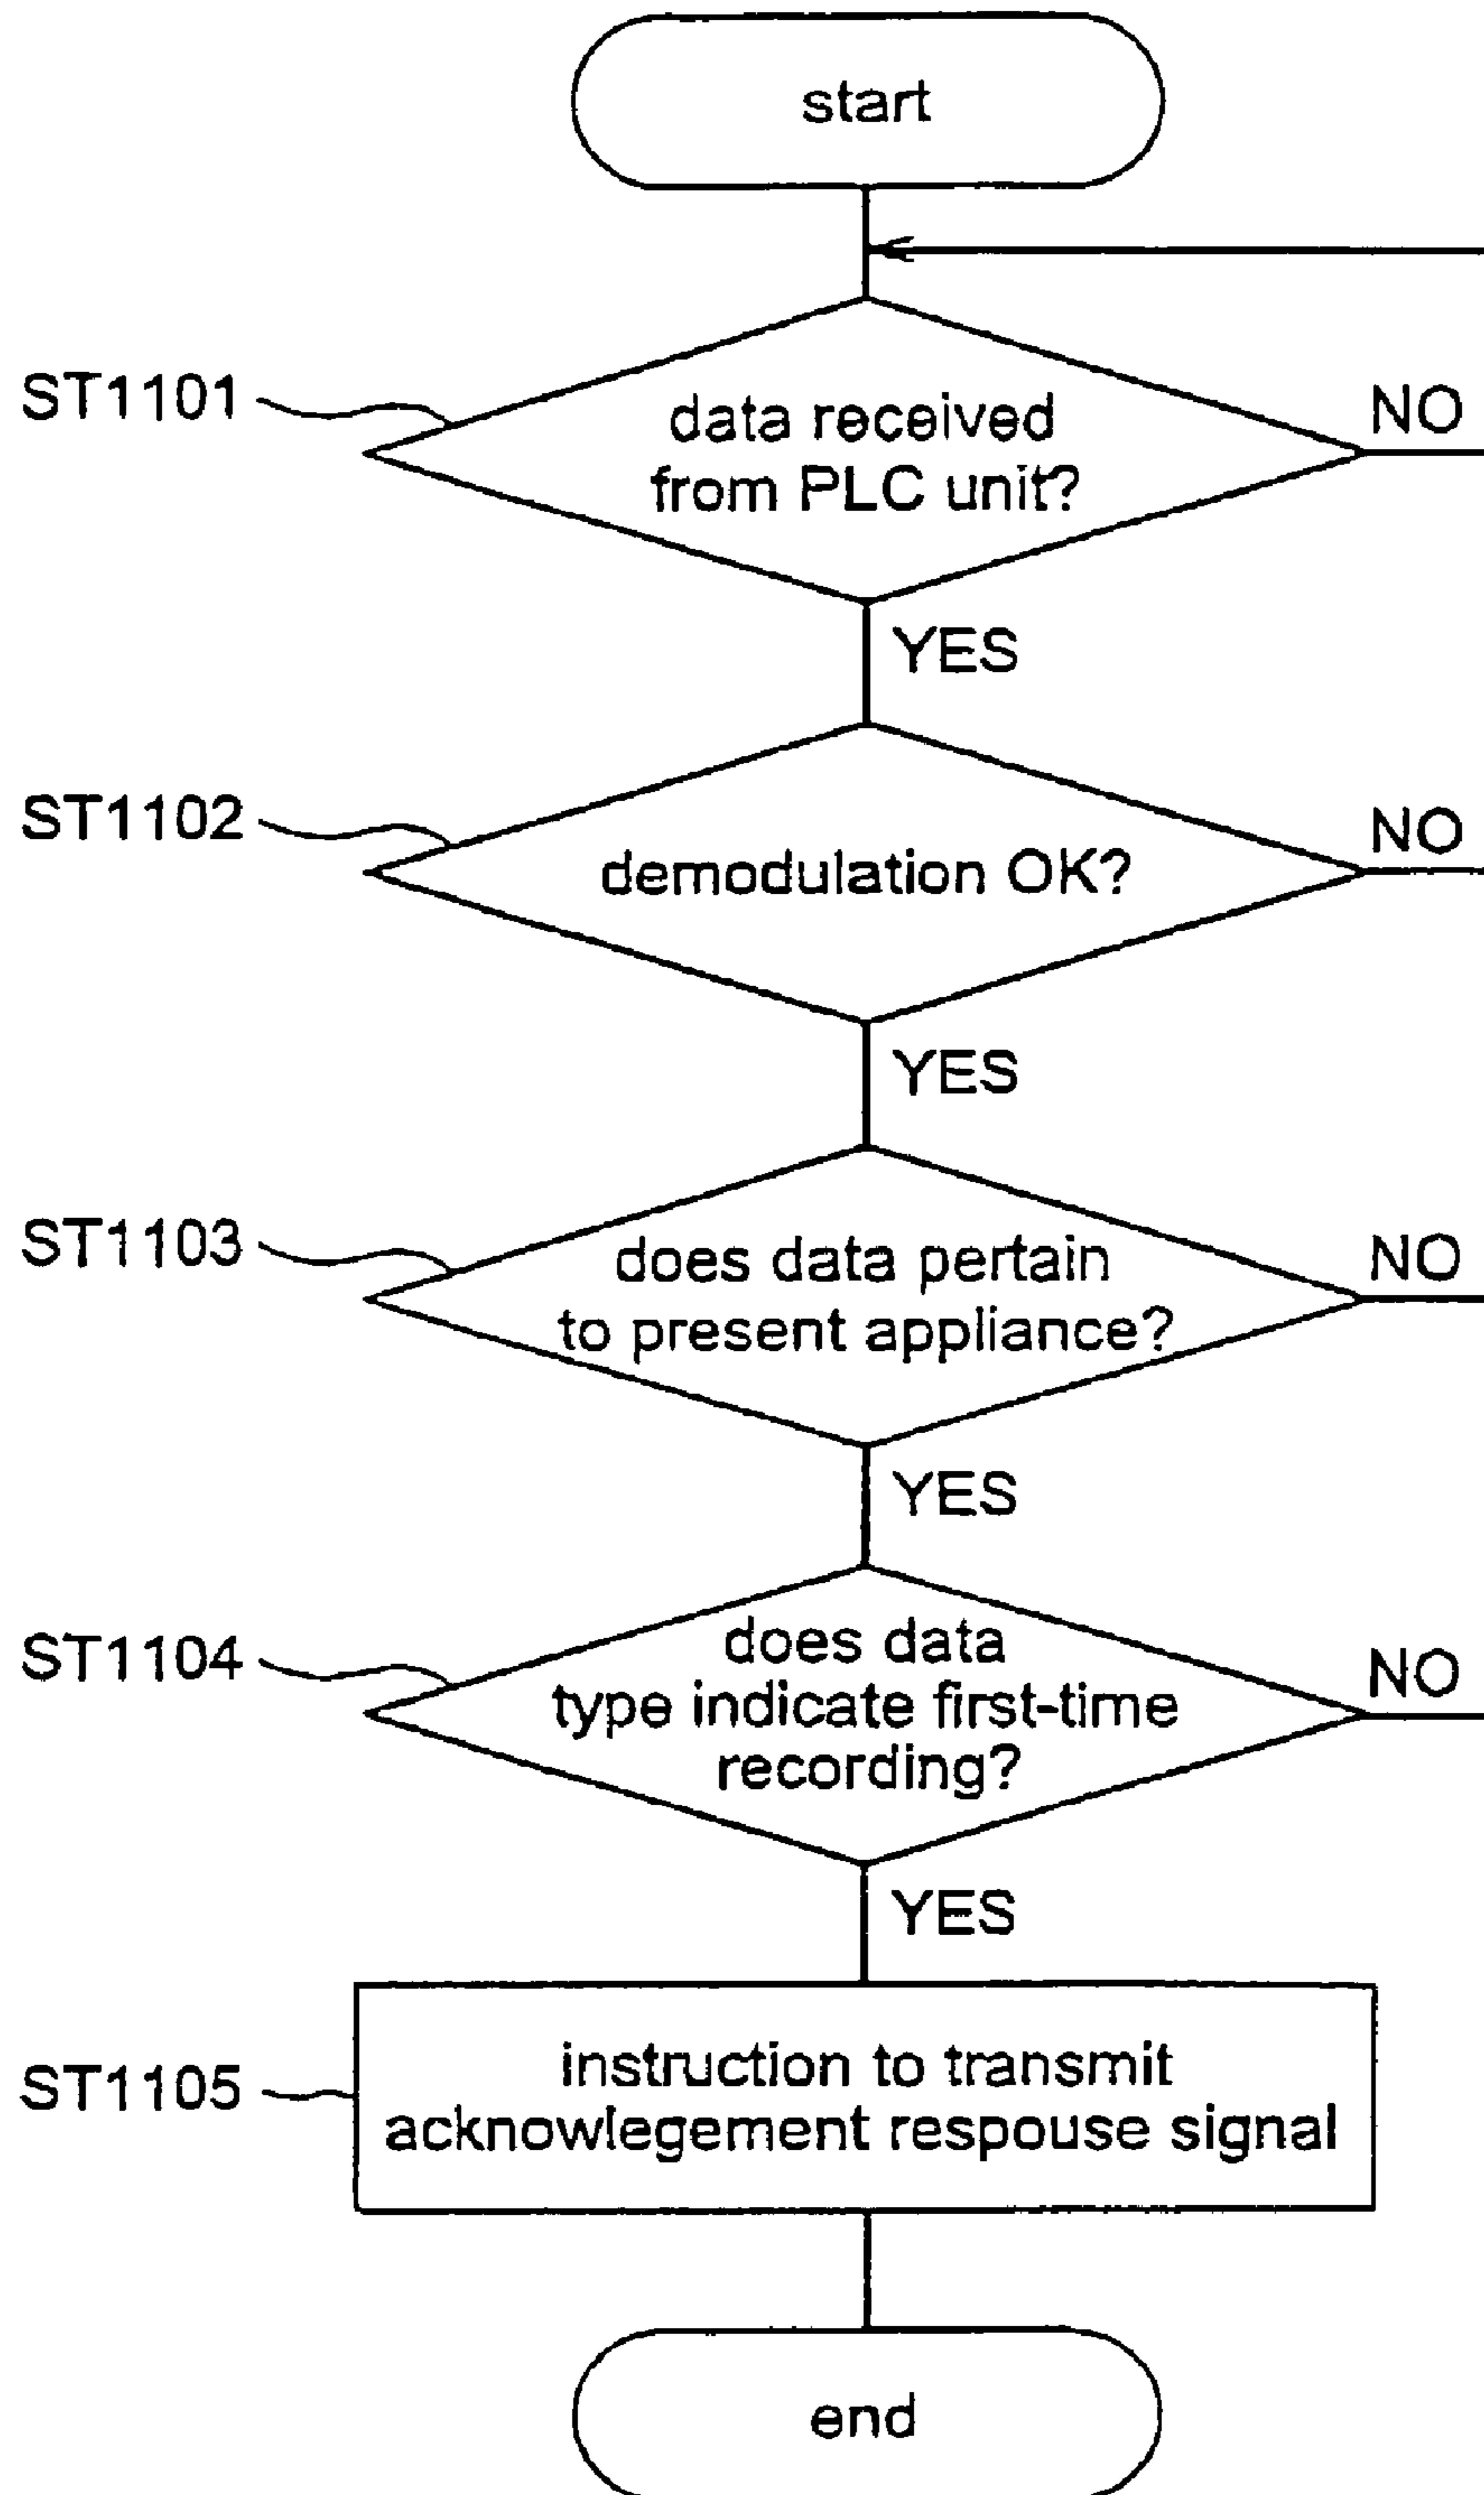 start
ST1101
data received
from PLC unit?
NO
YES
ST1102
demodulation OK?
NO
YES
ST1103
does data pertain
to present appliance?
NO
YES
ST1104
does data
type indicate first-time
recording?
NO
YES
ST1105
instruction to transmit
acknowlegement respouse signal
end